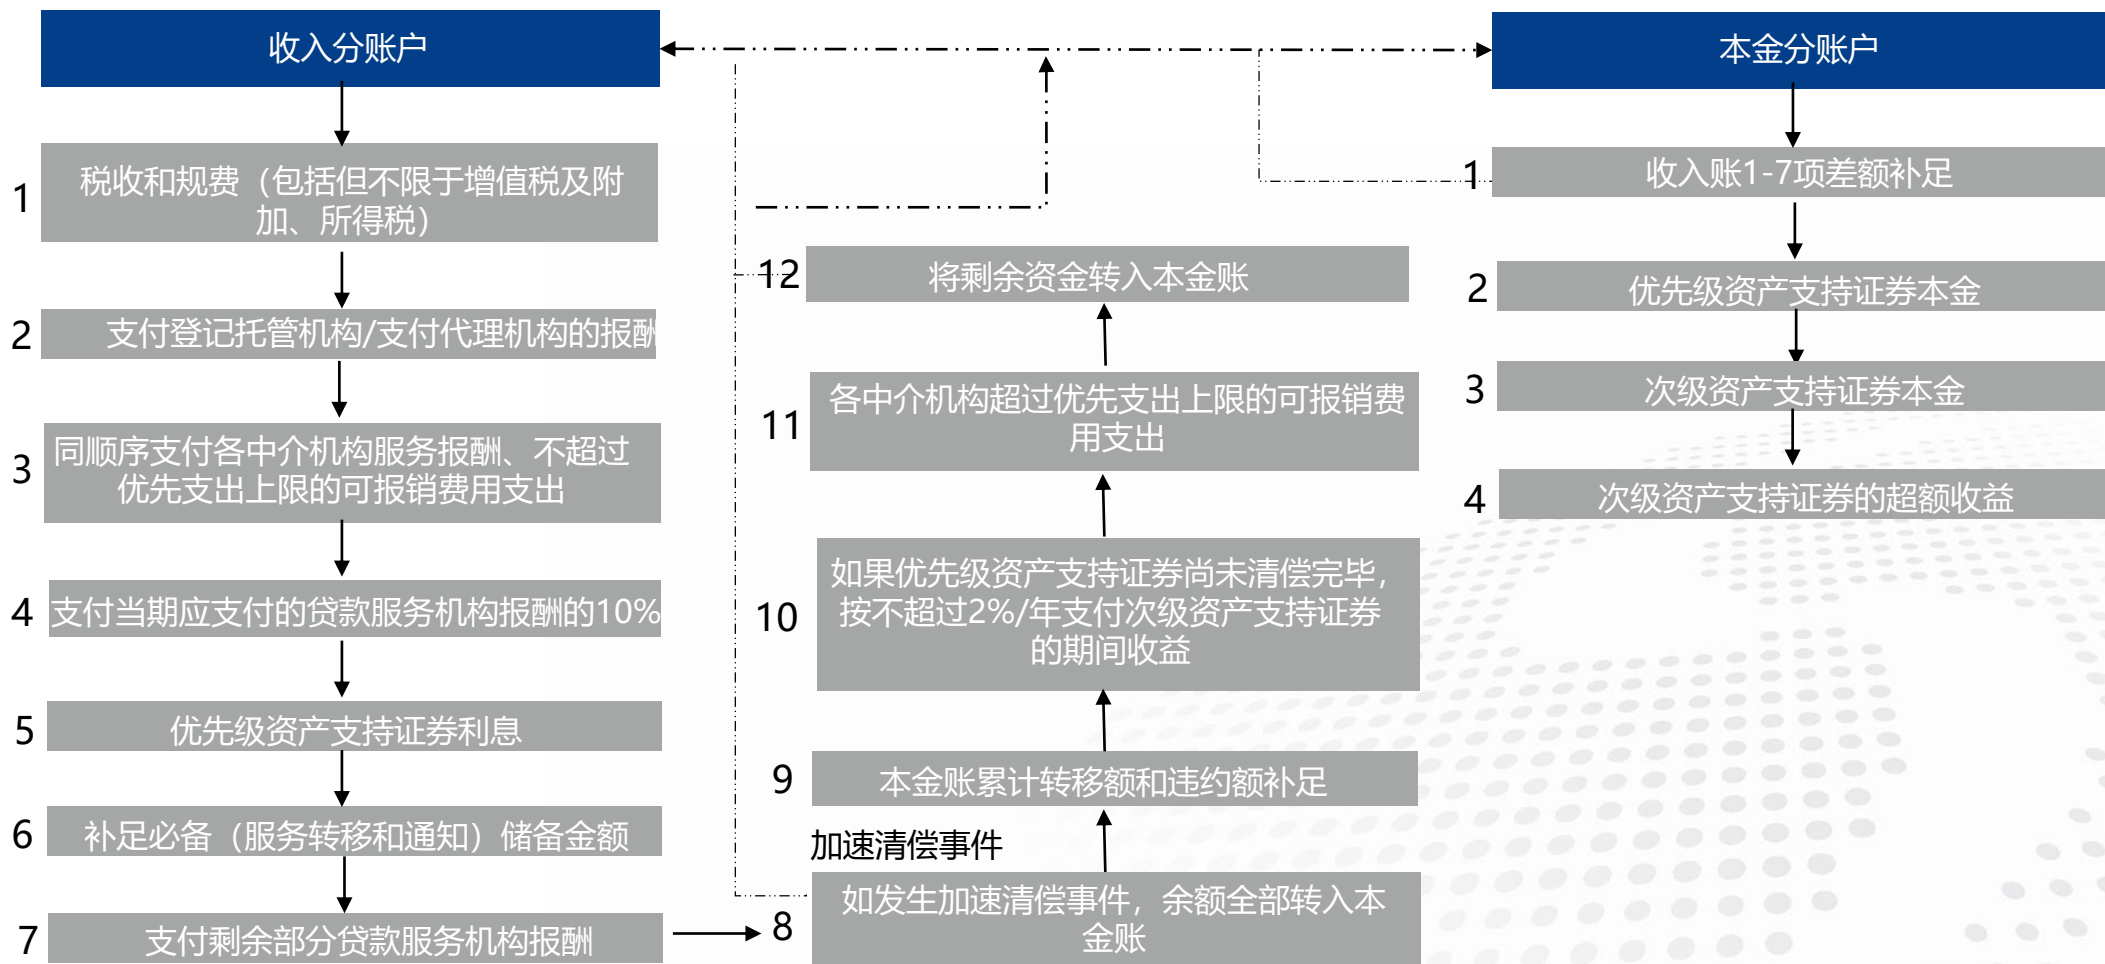 收入分账户
1
税收和规费（包括但不限于增值税及附
加、所得税）
2
支付登记托管机构/支付代理机构的报酬
3
同顺序支付各中介机构服务报酬、不超过
优先支出上限的可报销费用支出
4
支付当期应支付的贷款服务机构报酬的10%
5
优先级资产支持证券利息
6
补足必备（服务转移和通知）储备金额
7
支付剩余部分贷款服务机构报酬
12
将剩余资金转入本金账
11
各中介机构超过优先支出上限的可报销费
用支出
10
如果优先级资产支持证券尚未清偿完毕，
按不超过2%/年支付次级资产支持证券
的期间收益
9
本金账累计转移额和违约额补足
加速清偿事件
8
如发生加速清偿事件，余额全部转入本
金账
本金分账户
1
收入账1-7项差额补足
2
优先级资产支持证券本金
3
次级资产支持证券本金
4
次级资产支持证券的超额收益